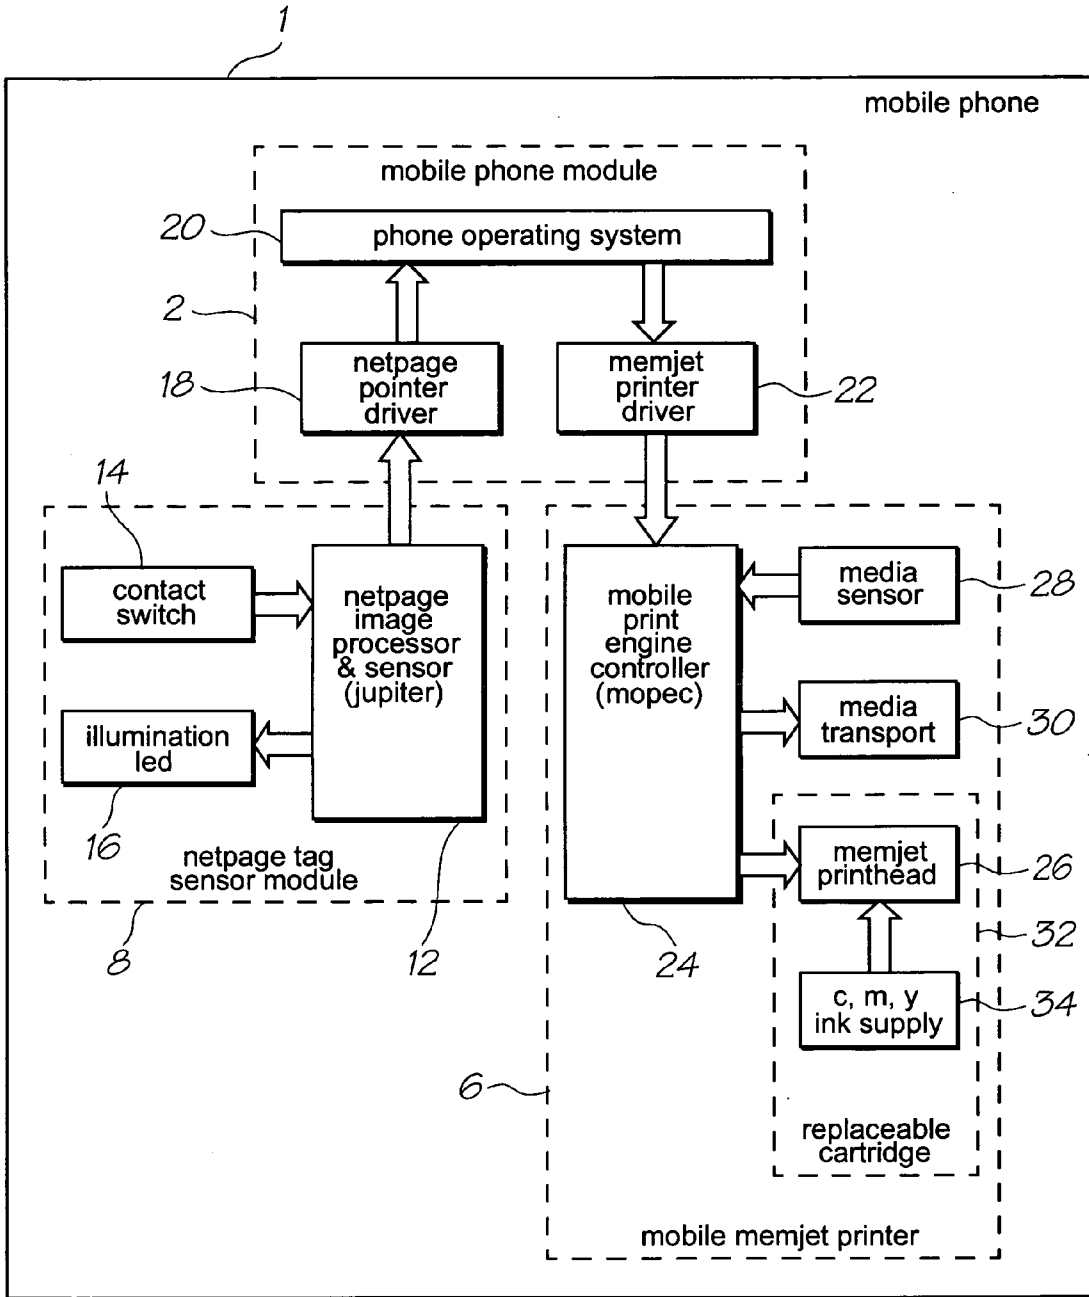 1
mobile phone
mobile phone module
20
phone operating system
2
18
netpage
pointer
driver
memjet
printer
driver
22
14
contact
switch
netpage
image
processor
& sensor
(jupiter)
illumination
led
16
netpage tag
sensor module
8
12
mobile
print
engine
controller
(mopec)
media
sensor
28
media
transport
30
memjet
printhead
26
24
32
c, m, y
ink supply
34
6
replaceable
cartridge
mobile memjet printer